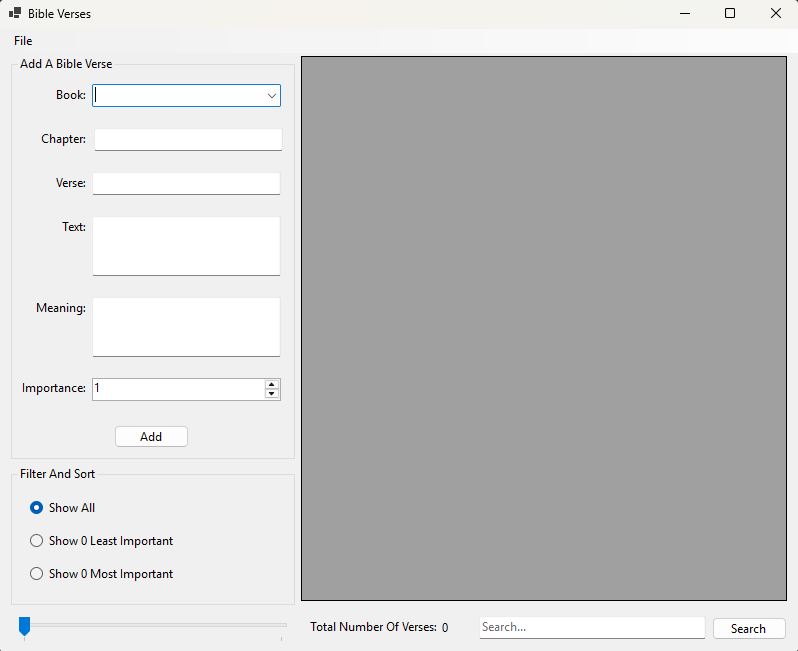 Bible Verses
File
Add A Bible Verse
Book:
Chapter:
Verse:
Text:
Meaning:
Importance: 1
Add
Filter And Sort
Show All
Show 0 Least Important
Show 0 Most Important
Total Number Of Verses: 0
Search...
Search